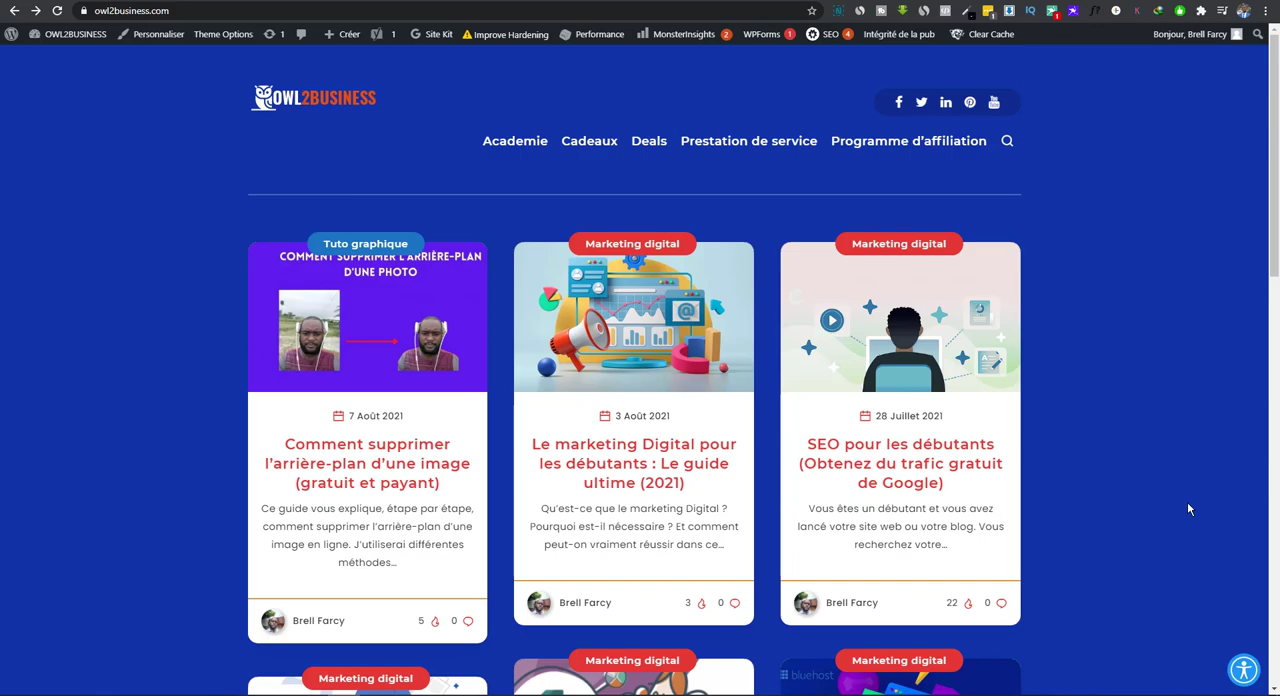 owl2business.com
OWL2BUSINESS Personnaliser Theme Options 1 1 Créer Site Kit Improve Hardening Performance MonsterInsights 2 WPForms 1 SEO 4 Intégrité de la pub Clear Cache Bonjour, Brell Farcy
OWL2BUSINESS
Academie Cadeaux Deals Prestation de service Programme d’affiliation
Tuto graphique
COMMENT SUPPRIMER L'ARRIÈRE-PLAN
D'UNE PHOTO
7 Août 2021
Comment supprimer
l’arrière-plan d’une image
(gratuit et payant)
Ce guide vous explique, étape par étape,
comment supprimer l’arrière-plan d’une
image en ligne. J’utiliserai différentes
méthodes…
Brell Farcy 5 0
Marketing digital
3 Août 2021
Le marketing Digital pour
les débutants : Le guide
ultime (2021)
Qu’est-ce que le marketing Digital ?
Pourquoi est-il nécessaire ? Et comment
peut-on vraiment réussir dans ce…
Brell Farcy 3 0
Marketing digital
28 Juillet 2021
SEO pour les débutants
(Obtenez du trafic gratuit
de Google)
Vous êtes un débutant et vous avez
lancé votre site web ou votre blog. Vous
recherchez votre…
Brell Farcy 22 0
Marketing digital
Marketing digital
Marketing digital
bluehost